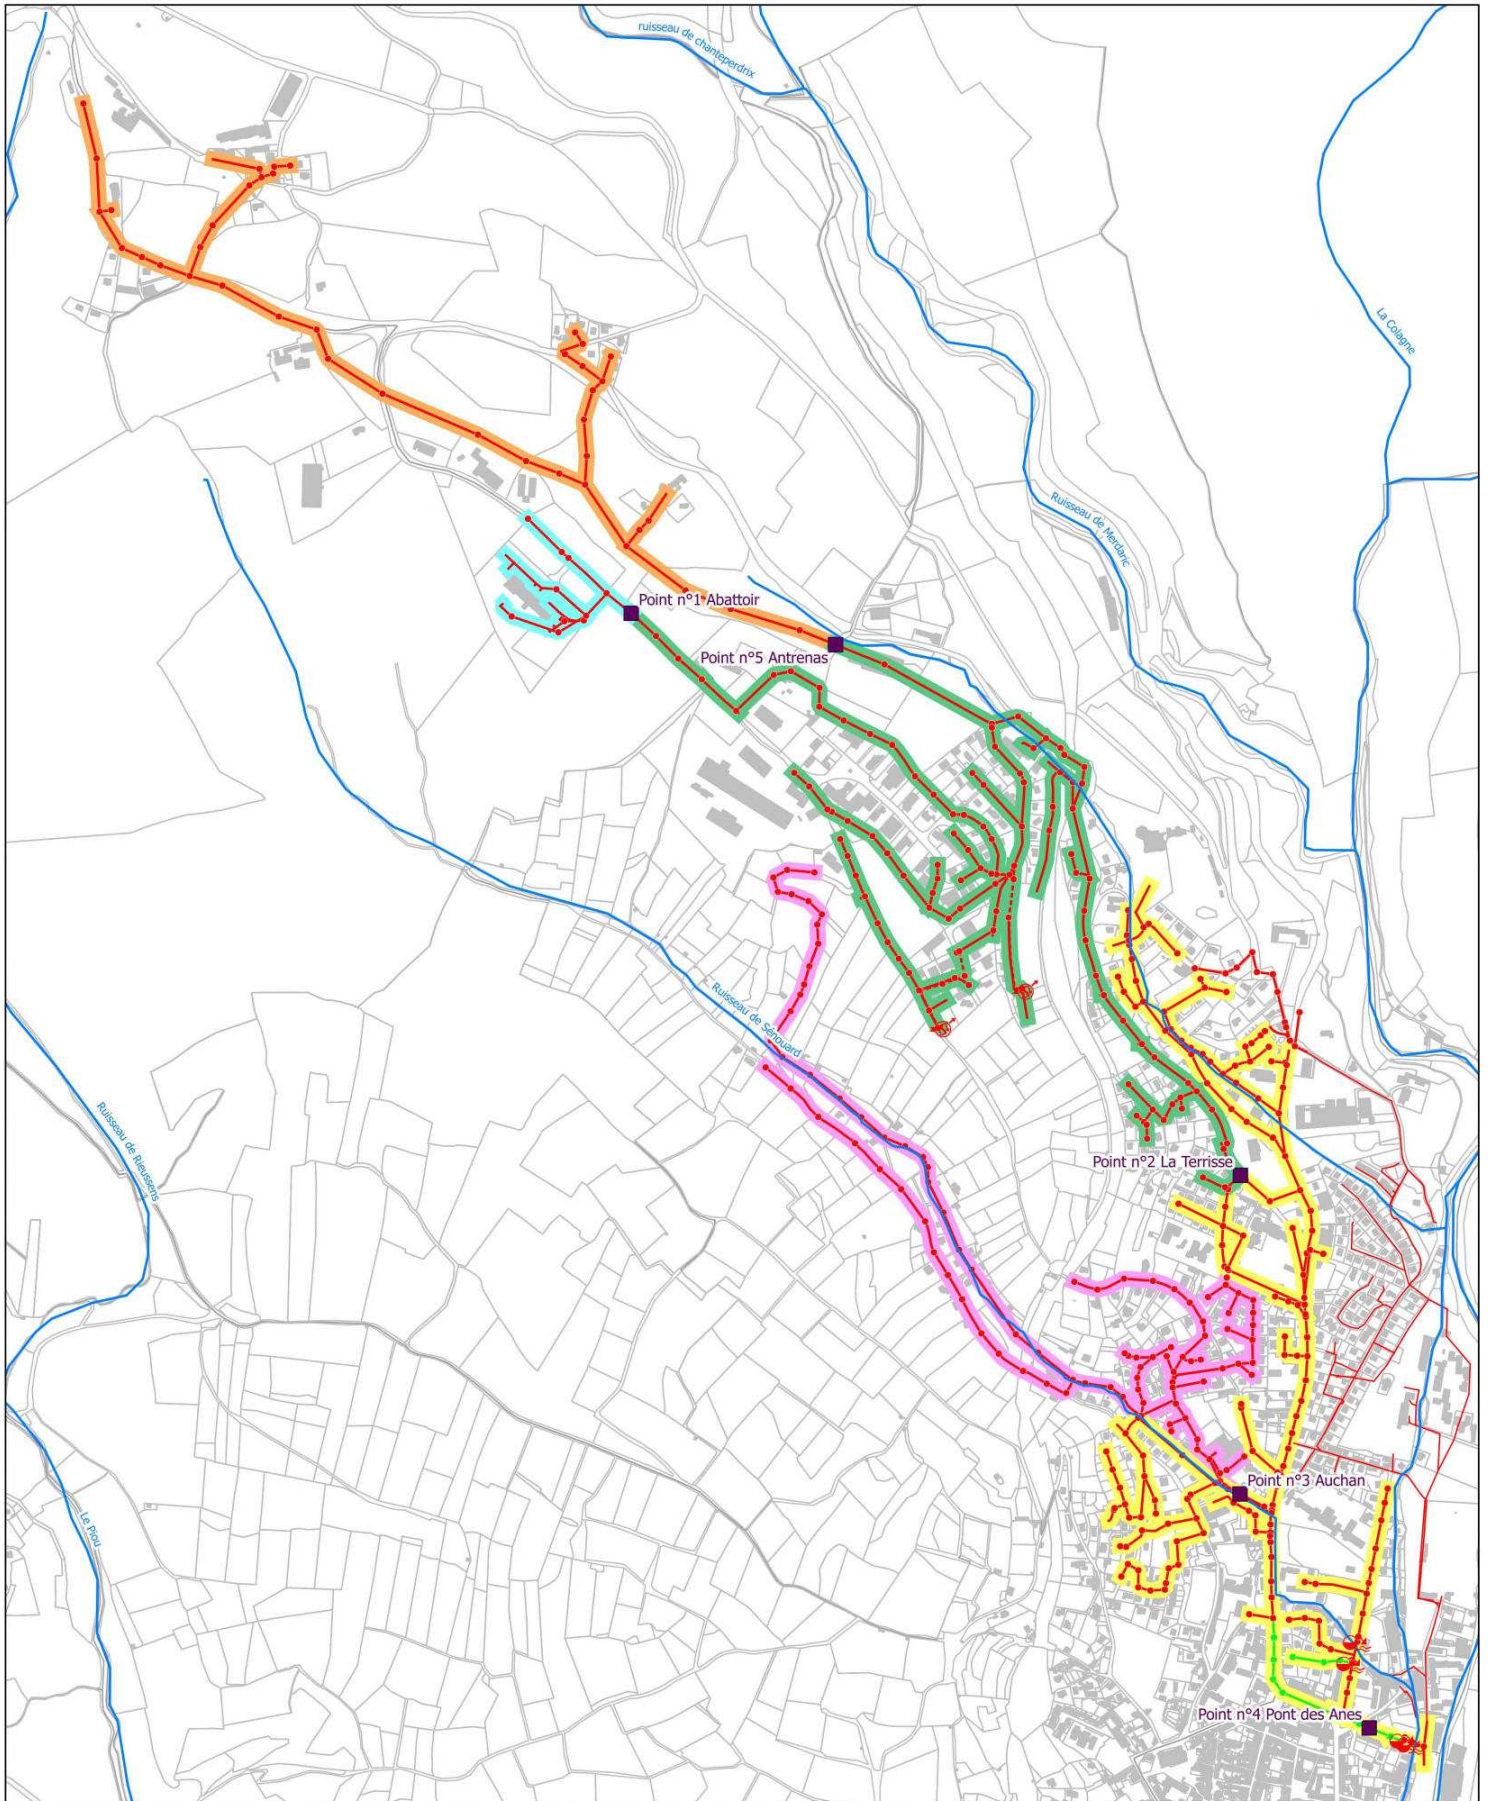 ruisseau de chanteperdrix
La Colagne
Ruisseau de Merdaric
Point n°1 Abattoir
Point n°5 Antrenas
Ruisseau de Sénouard
Ruisseau de Rieussens
Point n°2 La Terrisse
Point n°3 Auchan
Le Piou
Point n°4 Pont des Anes